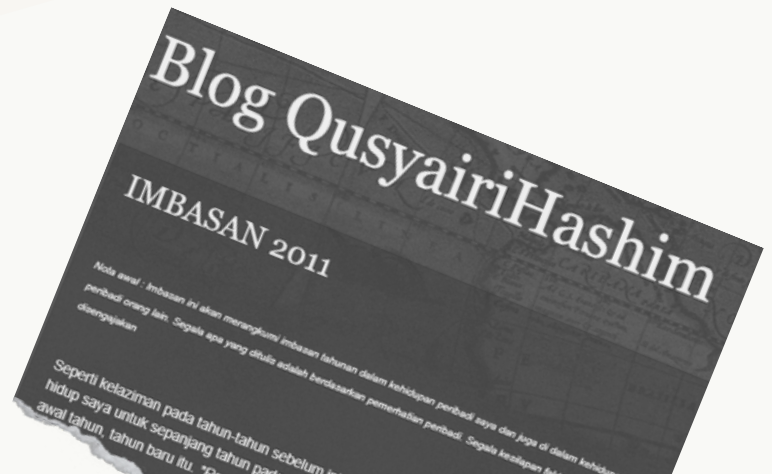 Blog QusyairiHashim
IMBASAN 2011
Nota awal : Imbasan ini akan merangkumi imbasan tahunan dalam kehidupan peribadi saya dan juga di dalam kehidupan
peribadi orang lain. Segala apa yang ditulis adalah berdasarkan pemerhatian peribadi. Segala kesilapan
disengajakan
Seperti kelaziman pada tahun-tahun sebelum
hidup saya untuk sepanjang tahun
awal tahun, tahun baru itu.